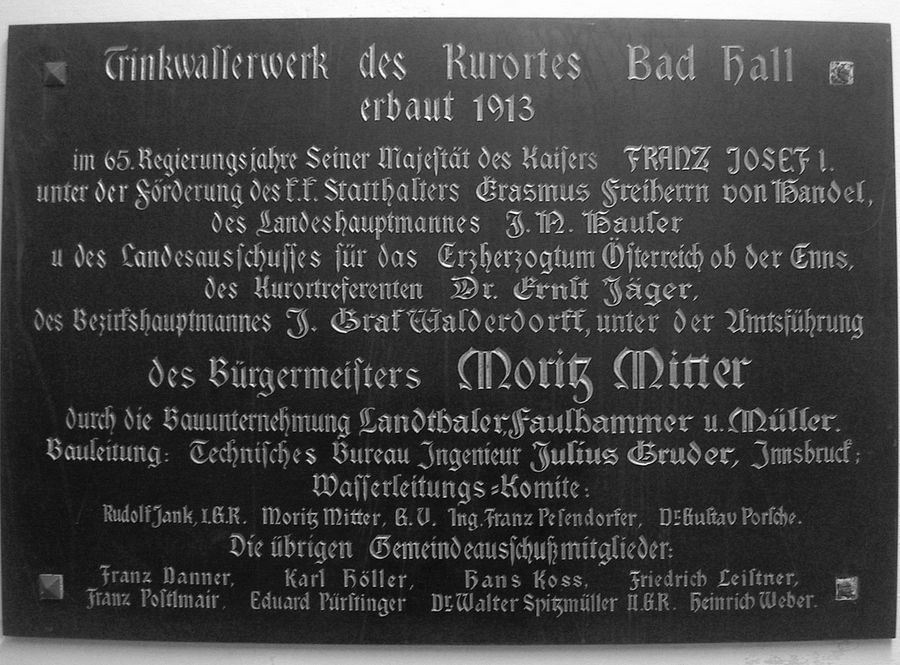 Trinkwasserwerk des Kurortes Bad Hall
erbaut 1913
im 65. Regierungsjahre Seiner Majestät des Kaisers FRANZ JOSEF I.
unter der Förderung des k.k. Statthalters Erasmus Freiherrn von Handel,
des Landeshauptmannes J. N. Hauser
u des Landesausschusses für das Erzherzogtum Österreich ob der Enns,
des Kurortreferenten Dr. Ernst Jäger,
des Bezirkshauptmannes J. Graf Walderdorff, unter der Amtsführung
des Bürgermeisters Moritz Mitter
durch die Bauunternehmung Landthaler, Faulhammer u. Müller.
Bauleitung: Technisches Bureau Ingenieur Julius Gruder, Innsbruck;
Wasserleitungs=Komite:
Rudolf Jank, I.G.R. Moritz Mitter, G.V. Ing. Franz Pesendorfer, Dr. Gustav Porsche.
Die übrigen Gemeindeausschußmitglieder:
Franz Danner, Karl Höller, Hans Koss, Friedrich Leistner,
Franz Postlmair, Eduard Pürstinger Dr. Walter Spitzmüller II.G.R. Heinrich Weber.